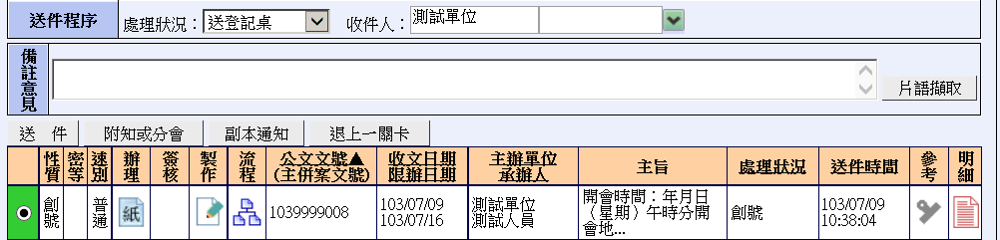 送件程序 處理狀況： 送登記桌 收件人： 測試單位
備註意見 片語擷取
送 件 附知或分會 副本通知 退上一關卡
性質 密等 速別 辦理 簽核 製作 流程 公文文號▲ (主併案文號) 收文日期 限辦日期 主辦單位 承辦人 主旨 處理狀況 送件時間 參考 明細
創號 普通 紙 1039999008 103/07/09 103/07/16 測試單位 測試人員 開會時間：年月日（星期）午時分開會地... 創號 103/07/09 10:38:04